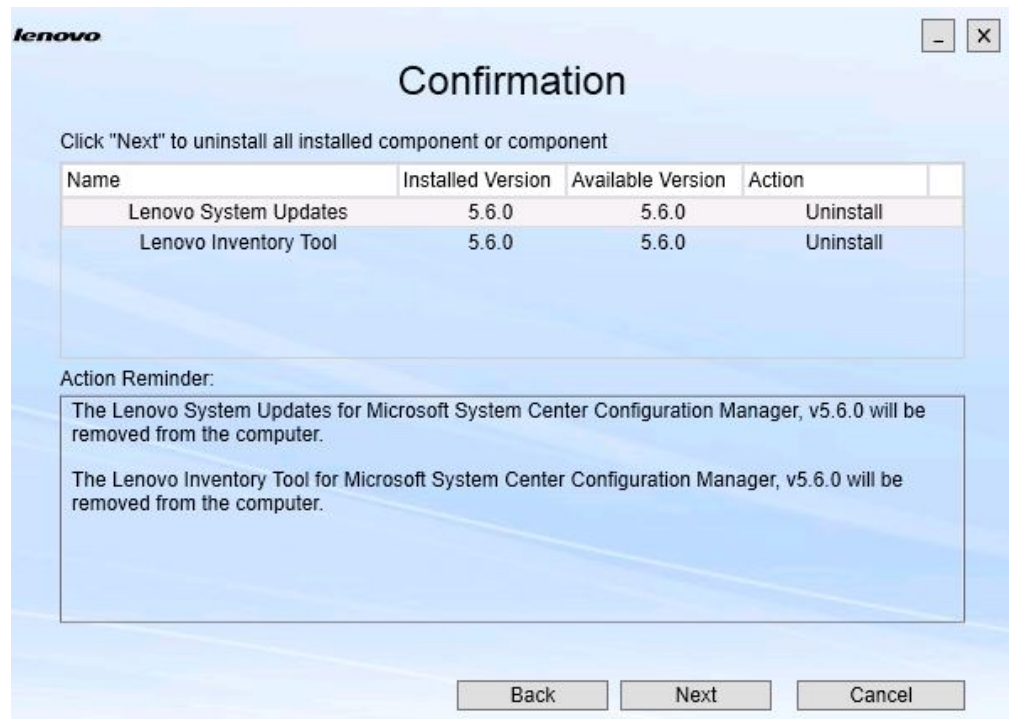 lenovo
_ X
Confirmation
Click "Next" to uninstall all installed component or component
Name Installed Version Available Version Action
Lenovo System Updates 5.6.0 5.6.0 Uninstall
Lenovo Inventory Tool 5.6.0 5.6.0 Uninstall
Action Reminder:
The Lenovo System Updates for Microsoft System Center Configuration Manager, v5.6.0 will be
removed from the computer.
The Lenovo Inventory Tool for Microsoft System Center Configuration Manager, v5.6.0 will be
removed from the computer.
Back Next Cancel